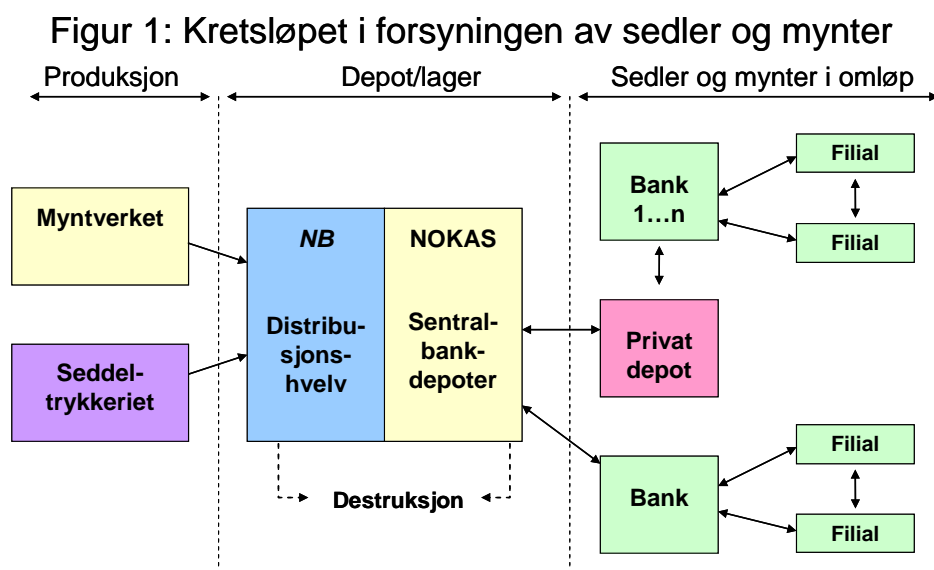 Figur 1: Kretsløpet i forsyningen av sedler og mynter
Produksjon
Depot/lager
Sedler og mynter i omløp
Myntverket
Seddel-
trykkeriet
NB
Distribu-
sjons-
hvelv
NOKAS
Sentral-
bank-
depoter
Destruksjon
Bank
1…n
Filial
Filial
Privat
depot
Bank
Filial
Filial